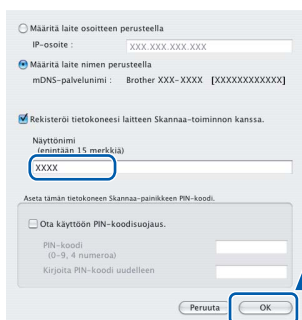 Määritä laite osoitteen perusteella
IP-osoite : XXX.XXX.XXX.XXX
Määritä laite nimen perusteella
mDNS-palvelunimi : Brother XXX-XXXX [XXXXXXXXXXXX]
Rekisteröi tietokoneesi laitteen Skannaa-toiminnon kanssa.
Näyttönimi
(enintään 15 merkkiä)
XXXX
Aseta tämän tietokoneen Skannaa-painikkeen PIN-koodi.
Ota käyttöön PIN-koodisuojaus.
PIN-koodi
(0-9, 4 numeroa)
Kirjoita PIN-koodi uudelleen
Peruuta OK